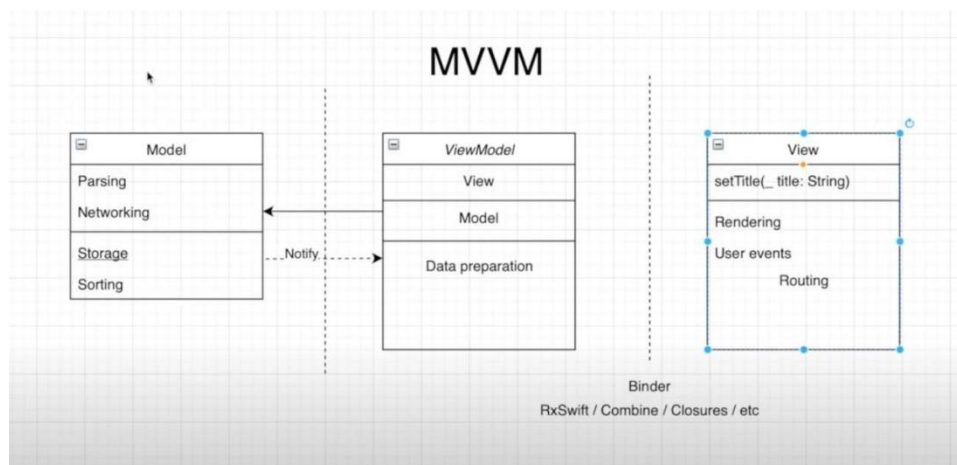 MVVM
Model
Parsing
Networking
Storage
Sorting
Notify
ViewModel
View
Model
Data preparation
View
setTitle(_ title: String)
Rendering
User events
Routing
Binder
RxSwift / Combine / Closures / etc